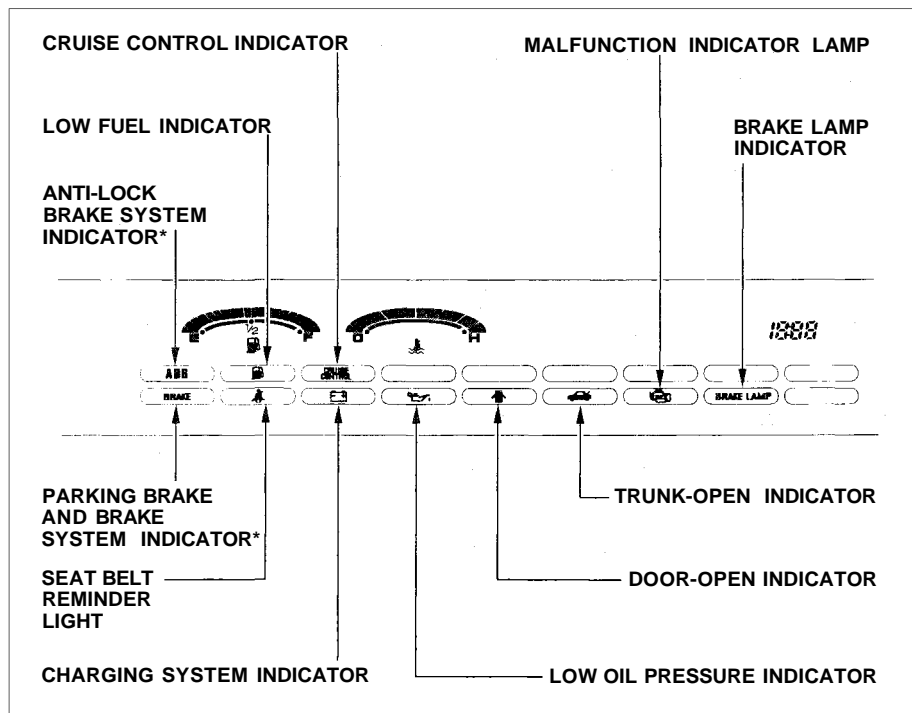 CRUISE CONTROL INDICATOR
MALFUNCTION INDICATOR LAMP
LOW FUEL INDICATOR
BRAKE LAMP
INDICATOR
ANTI-LOCK
BRAKE SYSTEM
INDICATOR*
E 1/2 F
C H
18:88
ABS
CRUISE
CONTROL
BRAKE
BRAKE LAMP
PARKING BRAKE
AND BRAKE
SYSTEM INDICATOR*
TRUNK-OPEN INDICATOR
SEAT BELT
REMINDER
LIGHT
DOOR-OPEN INDICATOR
CHARGING SYSTEM INDICATOR
LOW OIL PRESSURE INDICATOR